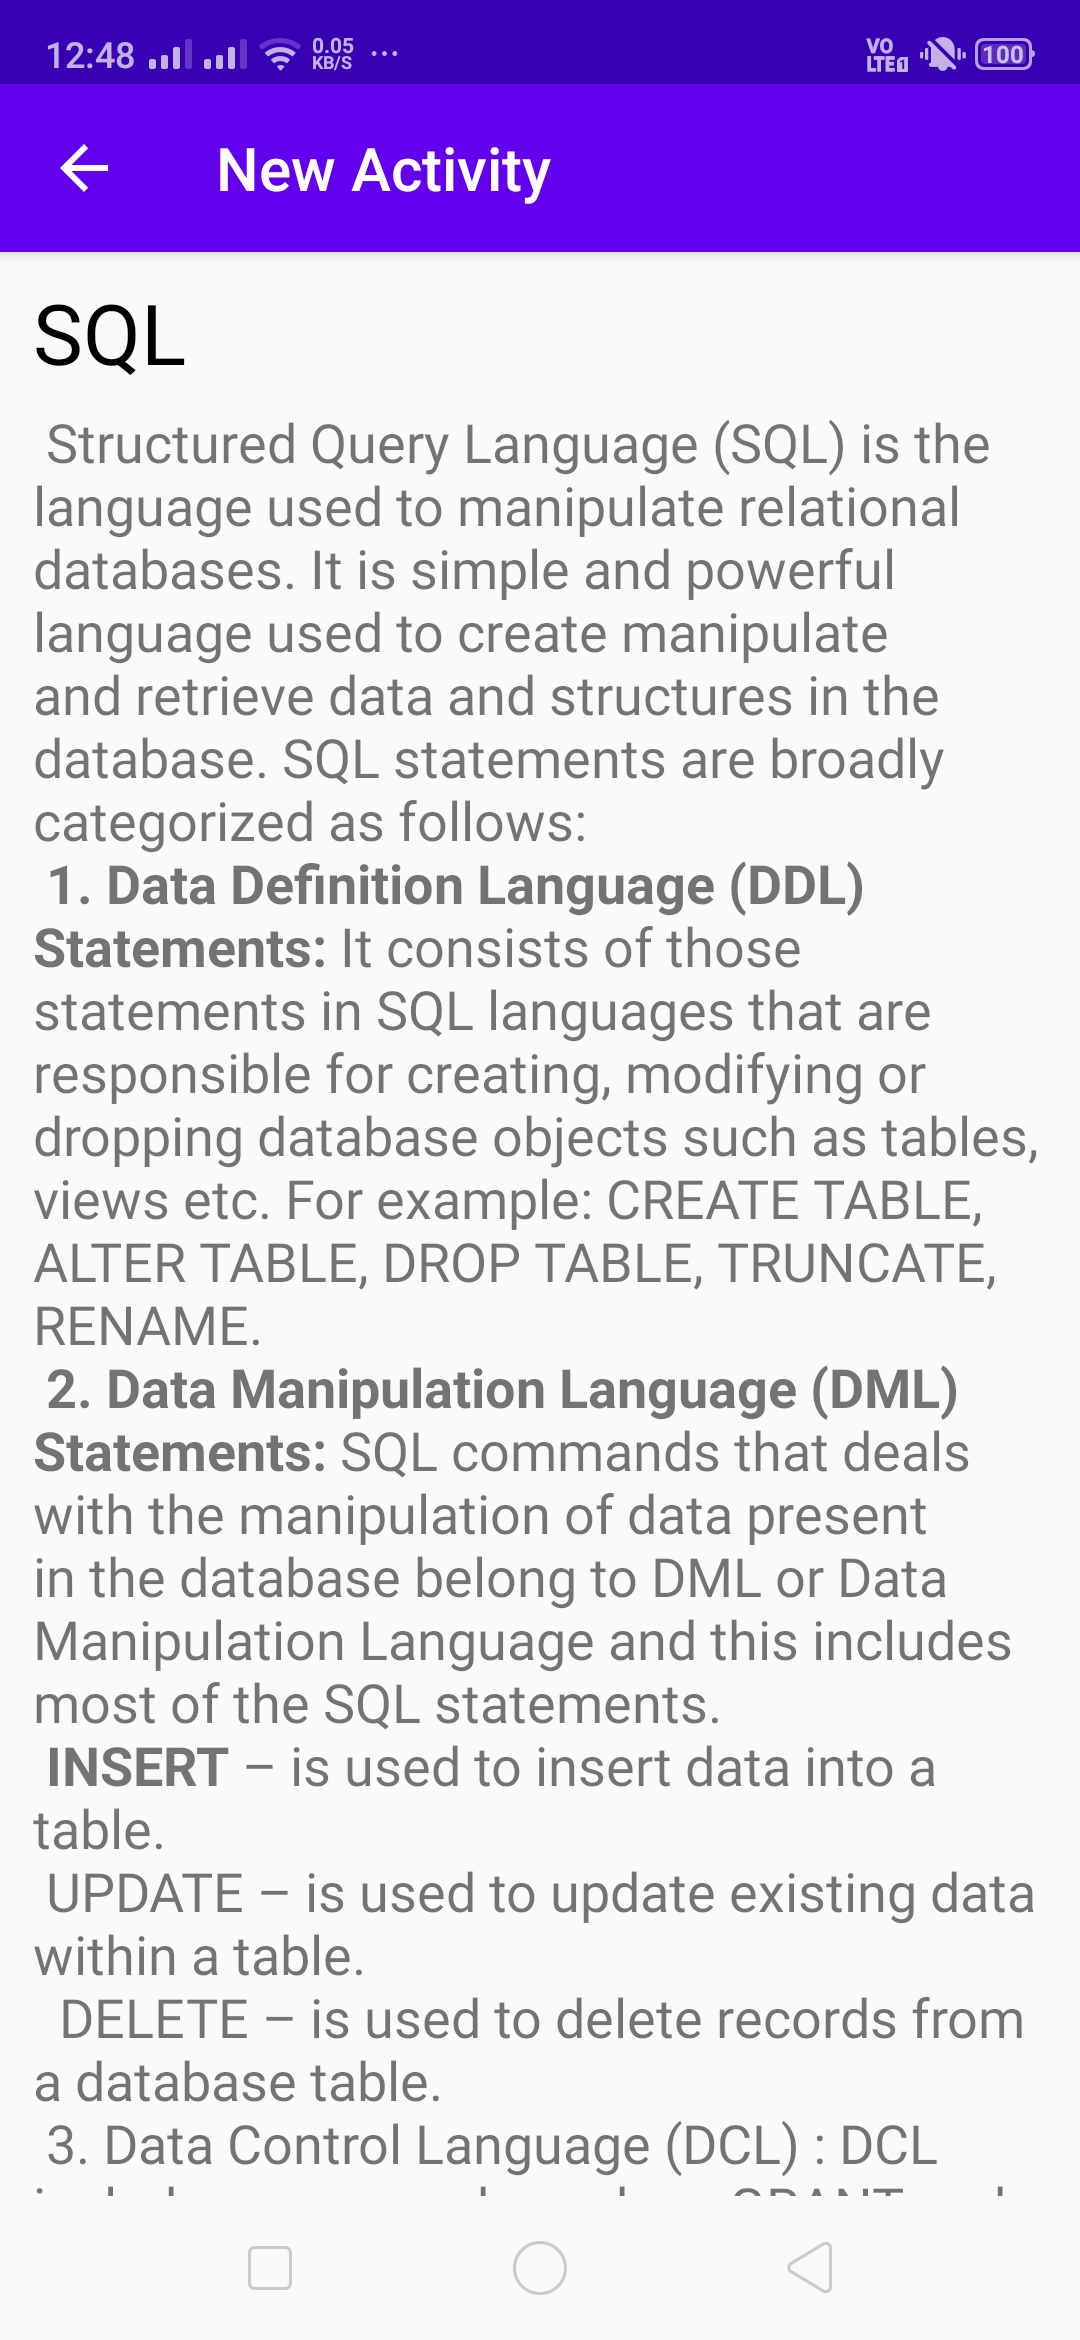 12:48 0.05 KB/S ... VO LTE 1 100
New Activity
SQL
Structured Query Language (SQL) is the
language used to manipulate relational
databases. It is simple and powerful
language used to create manipulate
and retrieve data and structures in the
database. SQL statements are broadly
categorized as follows:
1. Data Definition Language (DDL)
Statements: It consists of those
statements in SQL languages that are
responsible for creating, modifying or
dropping database objects such as tables,
views etc. For example: CREATE TABLE,
ALTER TABLE, DROP TABLE, TRUNCATE,
RENAME.
2. Data Manipulation Language (DML)
Statements: SQL commands that deals
with the manipulation of data present
in the database belong to DML or Data
Manipulation Language and this includes
most of the SQL statements.
INSERT – is used to insert data into a
table.
UPDATE – is used to update existing data
within a table.
DELETE – is used to delete records from
a database table.
3. Data Control Language (DCL) : DCL